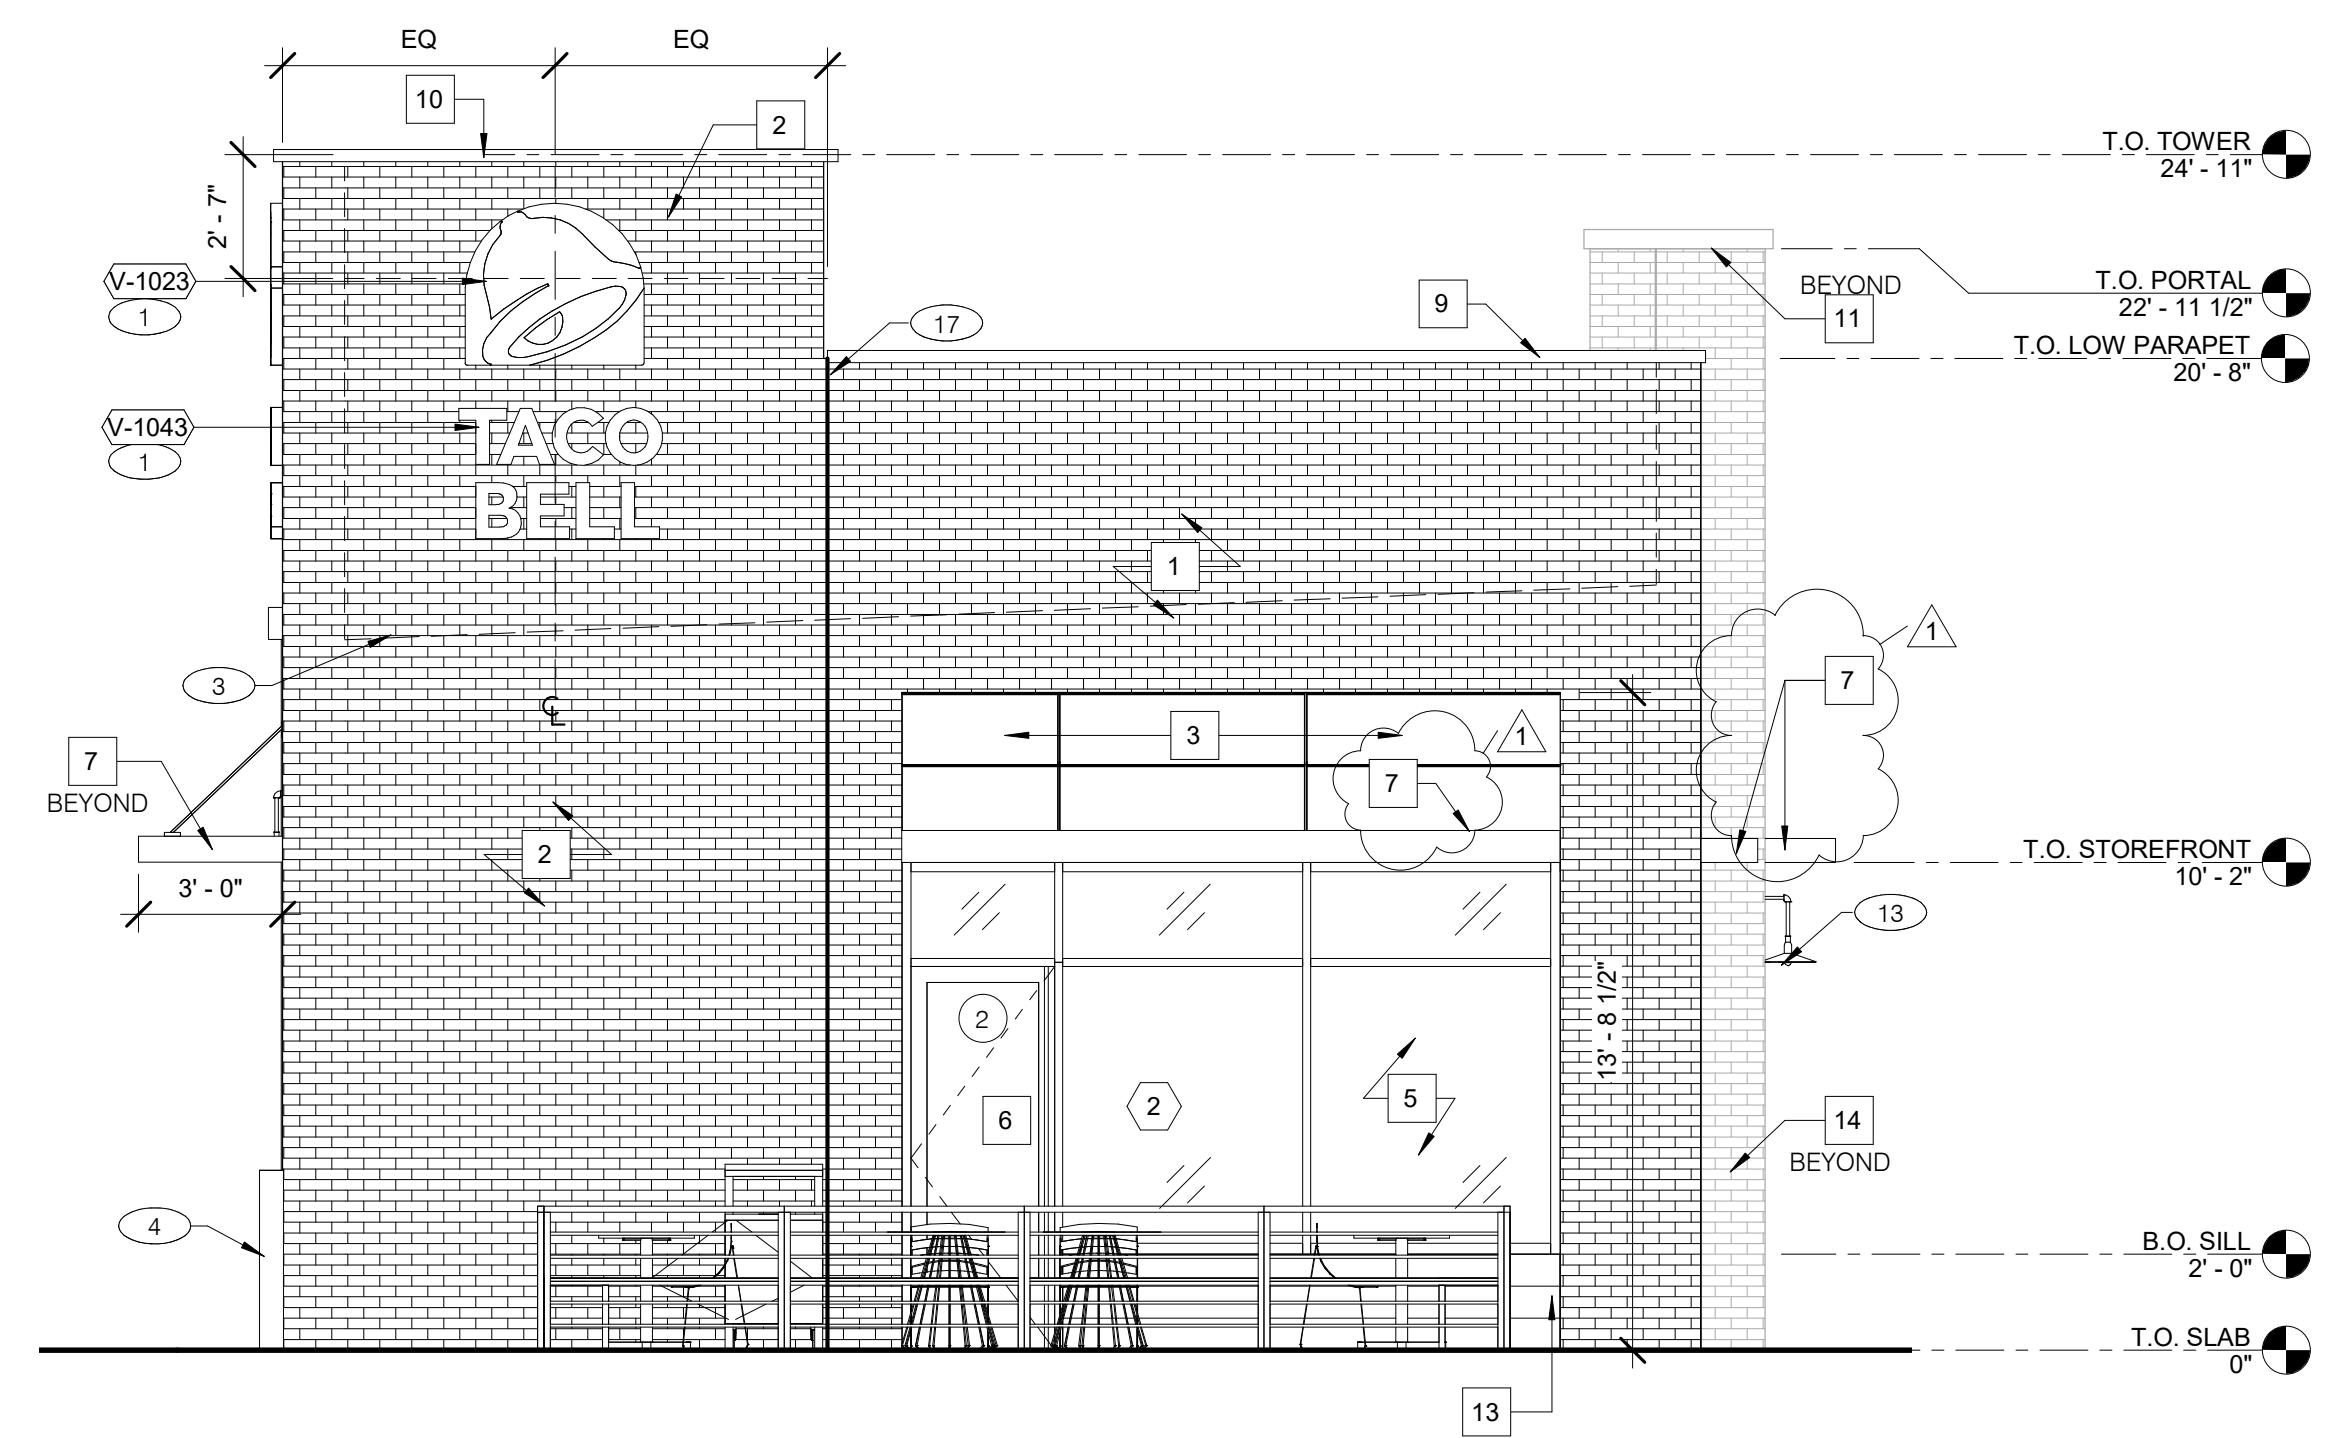 EQ
EQ
10
2
T.O. TOWER
24' - 11"
2' - 7"
V-1023
1
BEYOND
11
T.O. PORTAL
22' - 11 1/2"
9
17
T.O. LOW PARAPET
20' - 8"
V-1043
1
TACO
BELL
1
1
3
7
CL
3
1
7
7
BEYOND
2
T.O. STOREFRONT
10' - 2"
3' - 0"
13
13' - 8 1/2"
2
6
2
5
14
BEYOND
4
B.O. SILL
2' - 0"
T.O. SLAB
0"
13